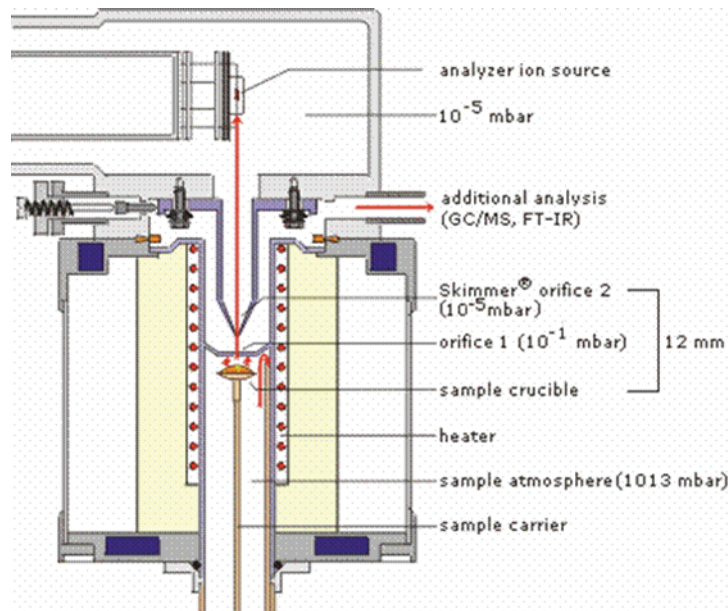 analyzer ion source
10⁻⁵ mbar
additional analysis
(GC/MS, FT-IR)
Skimmer® orifice 2
(10⁻⁵mbar)
orifice 1 (10⁻¹ mbar)
12 mm
sample crucible
heater
sample atmosphere (1013 mbar)
sample carrier